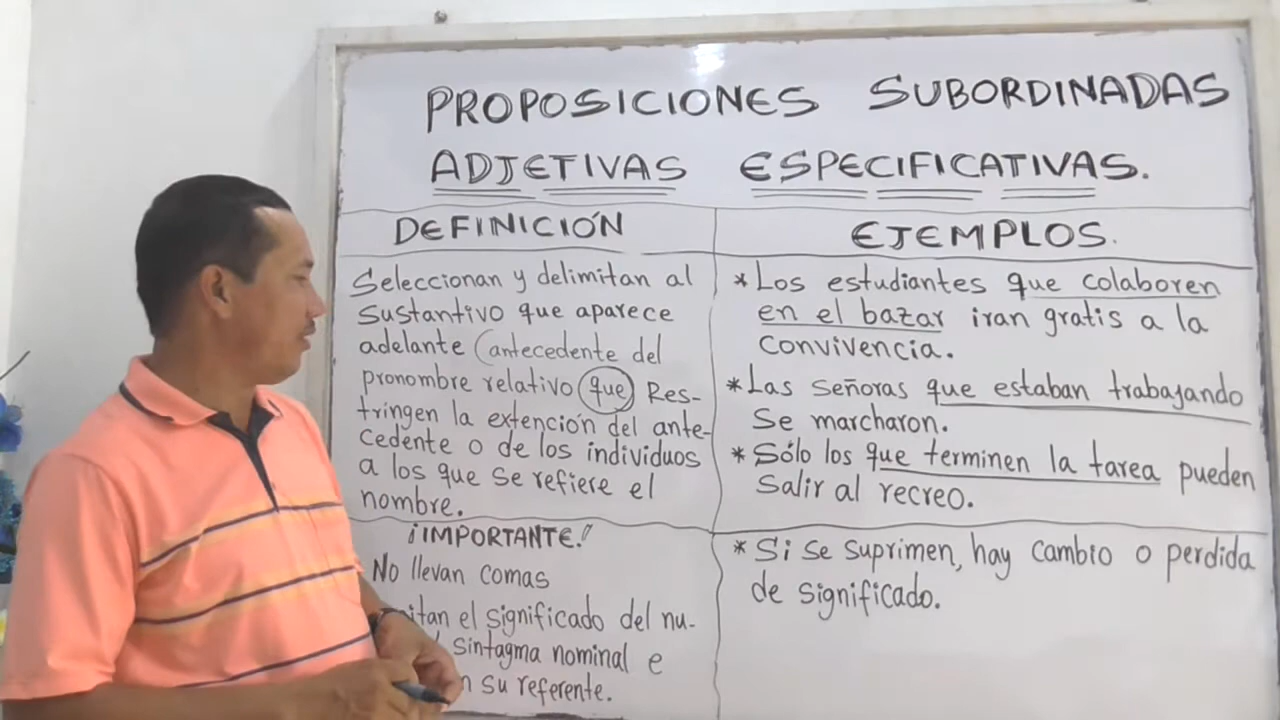 PROPOSICIONES SUBORDINADAS
ADJETIVAS ESPECIFICATIVAS.
DEFINICIÓN
Seleccionan y delimitan al
sustantivo que aparece
adelante (antecedente del
pronombre relativo que) Res-
tringen la extención del ante-
cedente o de los individuos
a los que se refiere el
nombre.
¡IMPORTANTE!
No llevan comas
itan el significado del nu-
sintagma nominal e
n su referente.
EJEMPLOS.
* Los estudiantes que colaboren
en el bazar iran gratis a la
convivencia.
* Las señoras que estaban trabajando
se marcharon.
* Sólo los que terminen la tarea pueden
salir al recreo.
* Si se suprimen, hay cambio o perdida
de significado.